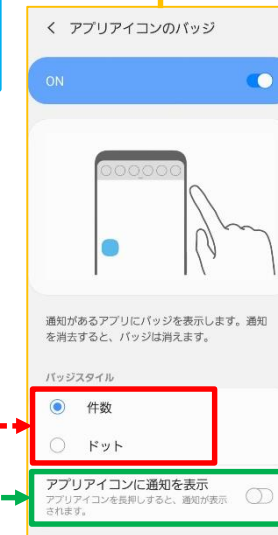 アプリアイコンのバッジ
ON
通知があるアプリにバッジを表示します。通知
を消去すると、バッジは消えます。
バッジスタイル
件数
ドット
アプリアイコンに通知を表示
アプリアイコンを長押しすると、通知が表示
されます。